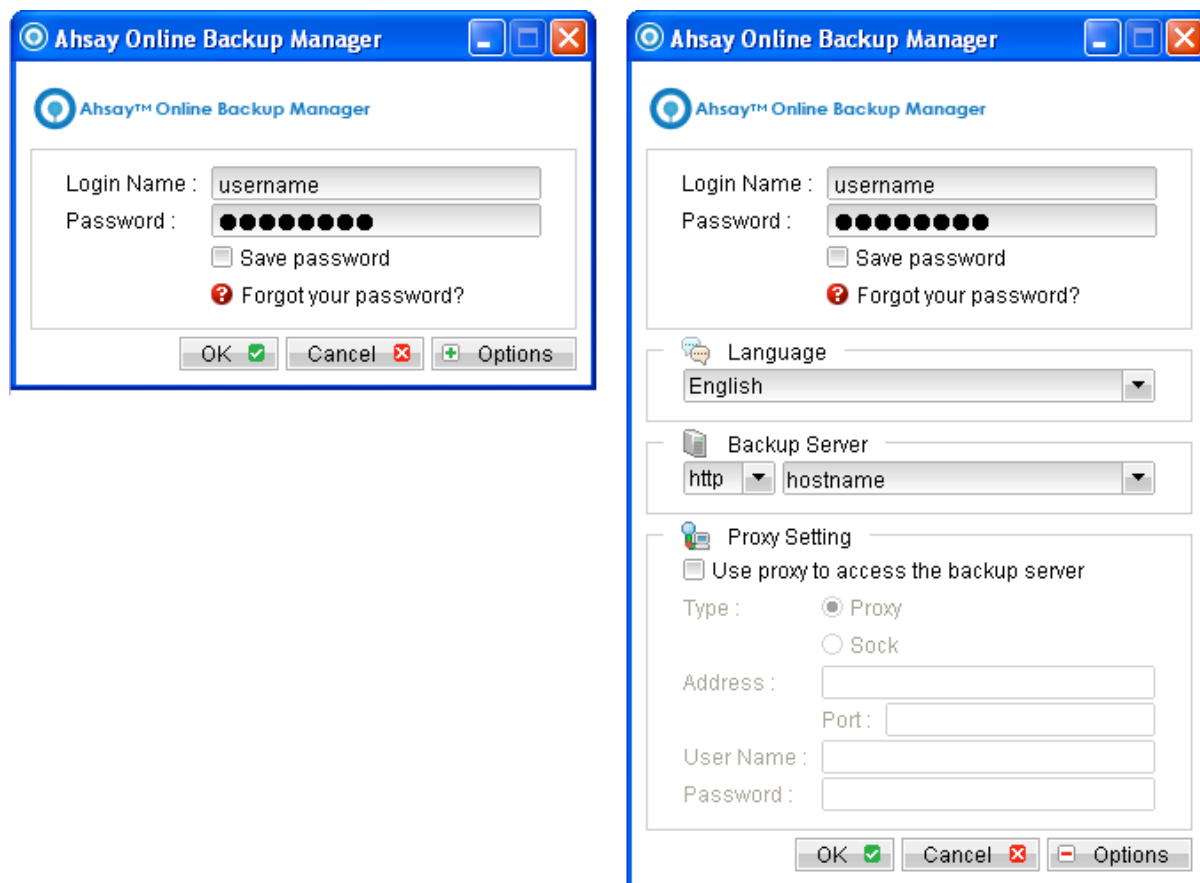 Ahsay Online Backup Manager
Ahsay™ Online Backup Manager
Login Name : username
Password : ●●●●●●●●
Save password
Forgot your password?
OK Cancel Options
Ahsay Online Backup Manager
Ahsay™ Online Backup Manager
Login Name : username
Password : ●●●●●●●●
Save password
Forgot your password?
Language
English
Backup Server
http hostname
Proxy Setting
Use proxy to access the backup server
Type : Proxy
Sock
Address :
Port :
User Name :
Password :
OK Cancel Options